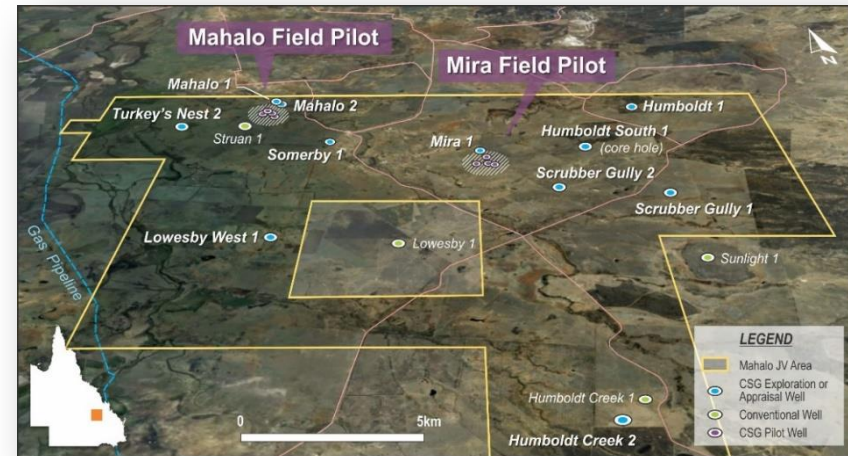 Mahalo Field Pilot
Mira Field Pilot
N
Mahalo 1
Mahalo 2
Turkey's Nest 2
Struan 1
Somerby 1
Mira 1
Humboldt 1
Humboldt South 1
(core hole)
Scrubber Gully 2
Scrubber Gully 1
Lowesby West 1
Lowesby 1
Sunlight 1
Gas Pipeline
Humboldt Creek 1
Humboldt Creek 2
0
5km
LEGEND
Mahalo JV Area
CSG Exploration or
Appraisal Well
Conventional Well
CSG Pilot Well